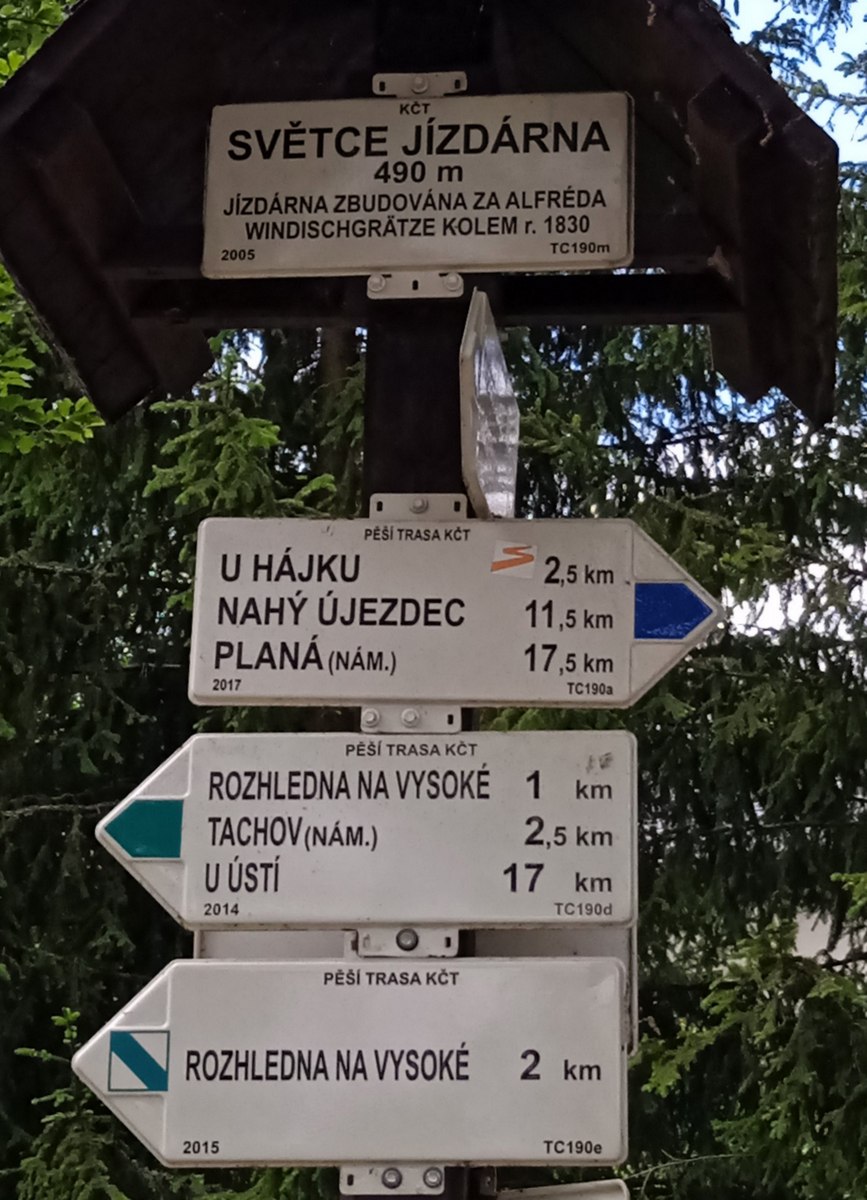 KČT
SVĚTCE JÍZDÁRNA
490 m
JÍZDÁRNA ZBUDOVÁNA ZA ALFRÉDA
WINDISCHGRÄTZE KOLEM r. 1830
2005 TC190m
PĚŠÍ TRASA KČT
U HÁJKU 2,5 km
NAHÝ ÚJEZDEC 11,5 km
PLANÁ (NÁM.) 17,5 km
2017 TC190a
PĚŠÍ TRASA KČT
ROZHLEDNA NA VYSOKÉ 1 km
TACHOV (NÁM.) 2,5 km
U ÚSTÍ 17 km
2014 TC190d
PĚŠÍ TRASA KČT
ROZHLEDNA NA VYSOKÉ 2 km
2015 TC190e